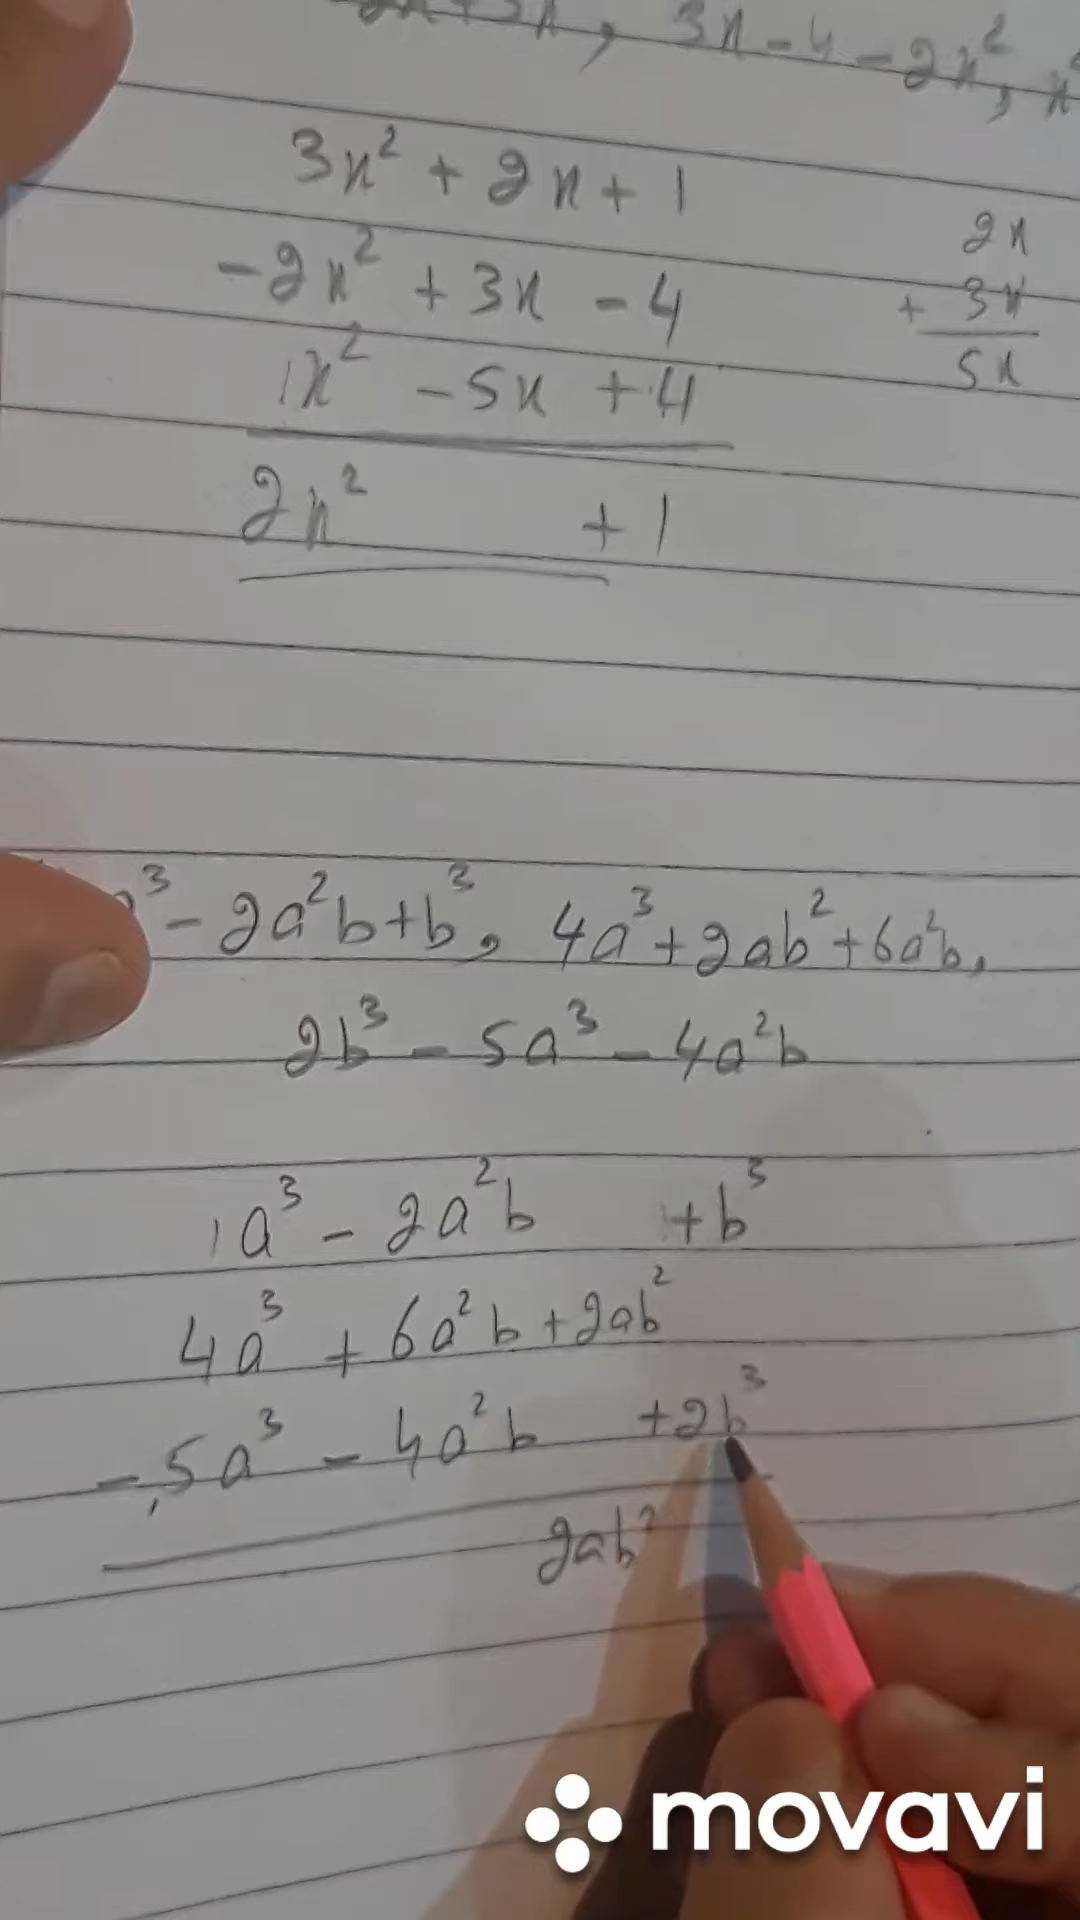 3x² + 2x + 1
-2x² + 3x - 4
1x² - 5x + 4
2x² + 1
2x
+ 3x
5x
3x - 4 - 2x²,
³ - 2a²b + b³, 4a³ + 2ab² + 6a²b,
2b³ - 5a³ - 4a²b
1a³ - 2a²b + b³
4a³ + 6a²b + 2ab²
- 5a³ - 4a²b + 2b³
2ab²
movavi